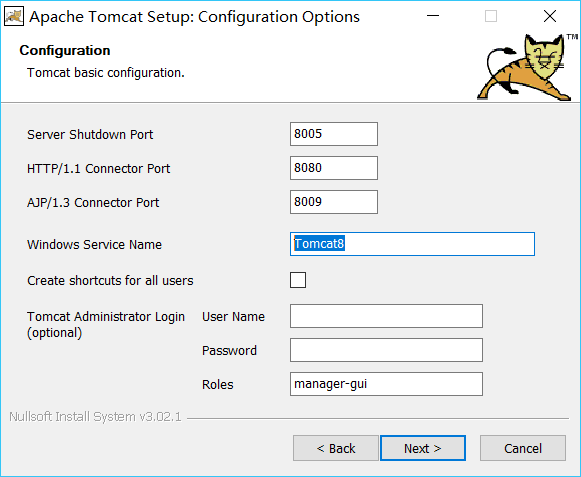 Apache Tomcat Setup: Configuration Options
Configuration
Tomcat basic configuration.
TM
Server Shutdown Port 8005
HTTP/1.1 Connector Port 8080
AJP/1.3 Connector Port 8009
Windows Service Name Tomcat8
Create shortcuts for all users
Tomcat Administrator Login User Name
(optional)
Password
Roles manager-gui
Nullsoft Install System v3.02.1
< Back Next > Cancel